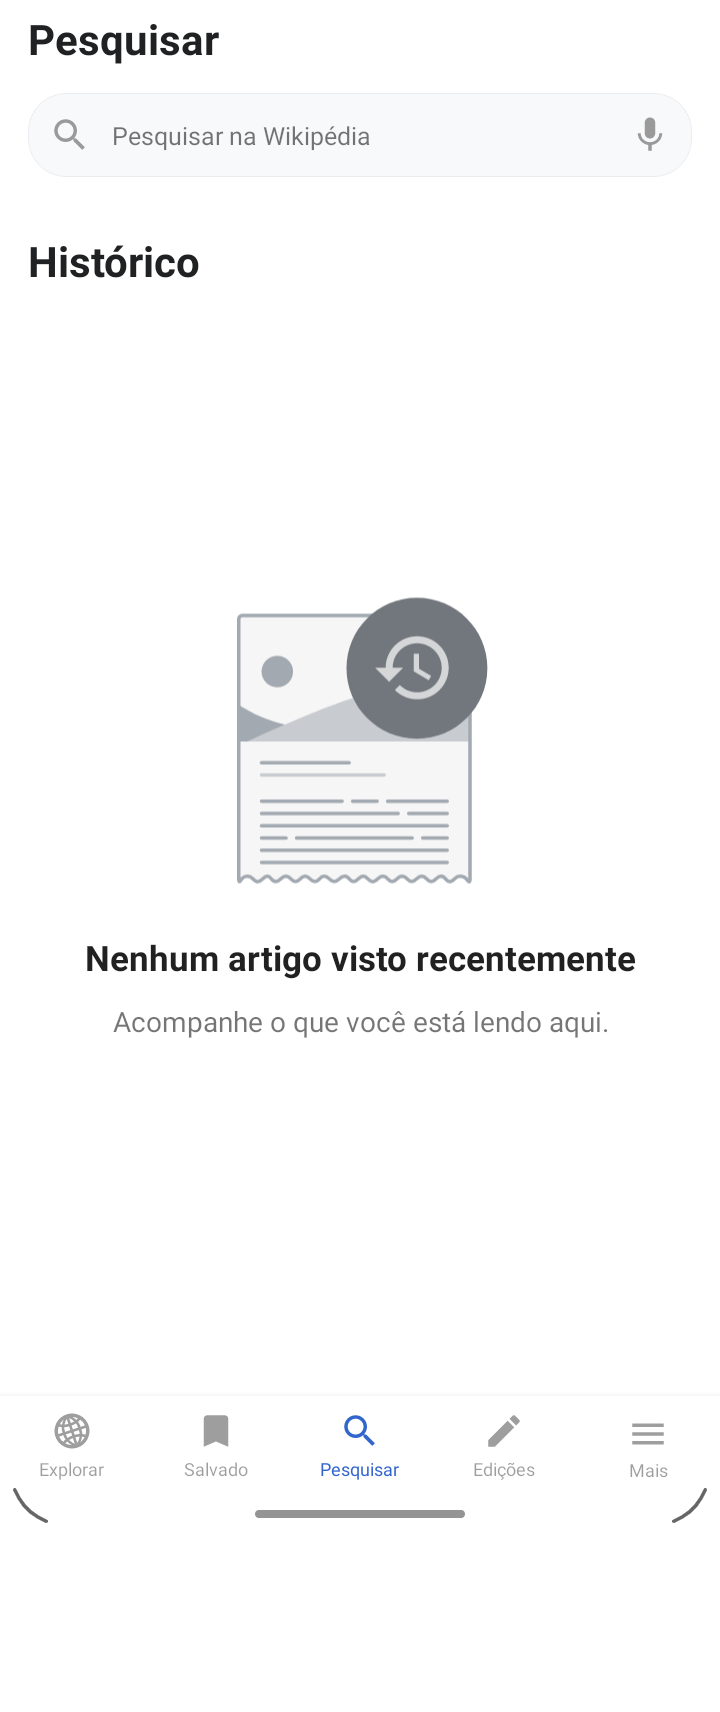 Pesquisar
Pesquisar na Wikipédia
Histórico
Nenhum artigo visto recentemente
Acompanhe o que você está lendo aqui.
Explorar
Salvado
Pesquisar
Edições
Mais